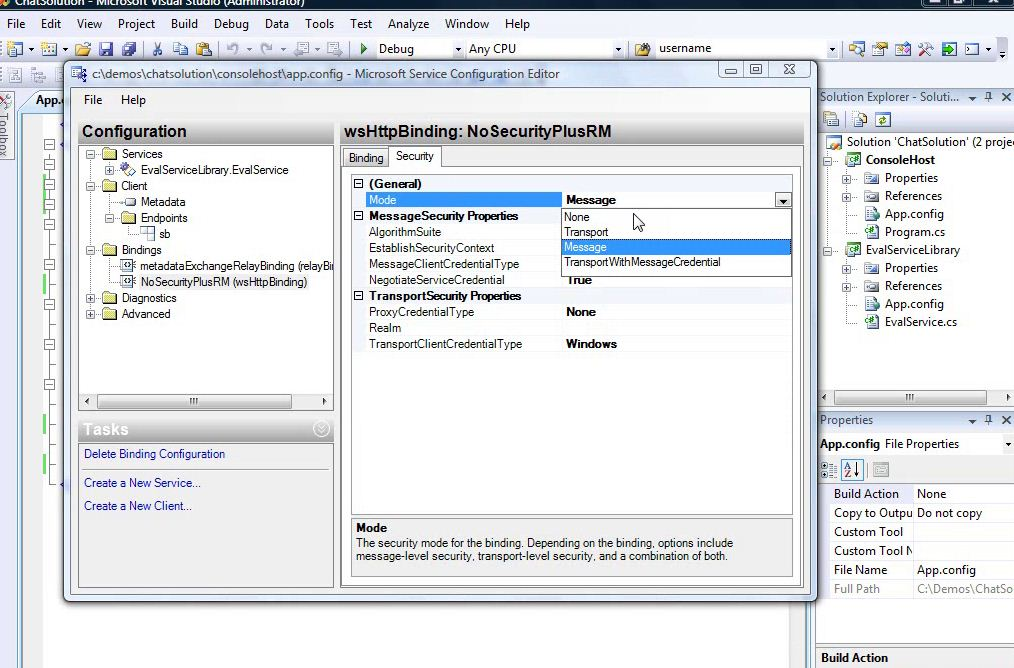 ChatSolution - Microsoft Visual Studio (Administrator)
File Edit View Project Build Debug Data Tools Test Analyze Window Help
Debug Any CPU username
c:\demos\chatsolution\consolehost\app.config - Microsoft Service Configuration Editor
File Help
Toolbox
App.
Configuration
Services
EvalServiceLibrary.EvalService
Client
Metadata
Endpoints
sb
Bindings
metadataExchangeRelayBinding (relayBi
NoSecurityPlusRM (wsHttpBinding)
Diagnostics
Advanced
Tasks
Delete Binding Configuration
Create a New Service...
Create a New Client...
wsHttpBinding: NoSecurityPlusRM
Binding Security
(General)
Mode Message
None
Transport
Message
TransportWithMessageCredential
MessageSecurity Properties
AlgorithmSuite
EstablishSecurityContext
MessageClientCredentialType
NegotiateServiceCredential True
TransportSecurity Properties
ProxyCredentialType None
Realm
TransportClientCredentialType Windows
Mode
The security mode for the binding. Depending on the binding, options include
message-level security, transport-level security, and a combination of both.
Solution Explorer - Soluti...
Solution 'ChatSolution' (2 proje
ConsoleHost
Properties
References
App.config
Program.cs
EvalServiceLibrary
Properties
References
App.config
EvalService.cs
Properties
App.config File Properties
Build Action None
Copy to Outpu Do not copy
Custom Tool
Custom Tool N
File Name App.config
Full Path C:\Demos\ChatSo
Build Action